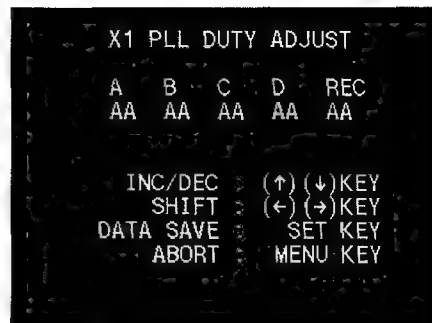 X1 PLL DUTY ADJUST
A B C D REC
AA AA AA AA AA
INC/DEC : (↑)(↓)KEY
SHIFT : (←)(→)KEY
DATA SAVE : SET KEY
ABORT : MENU KEY